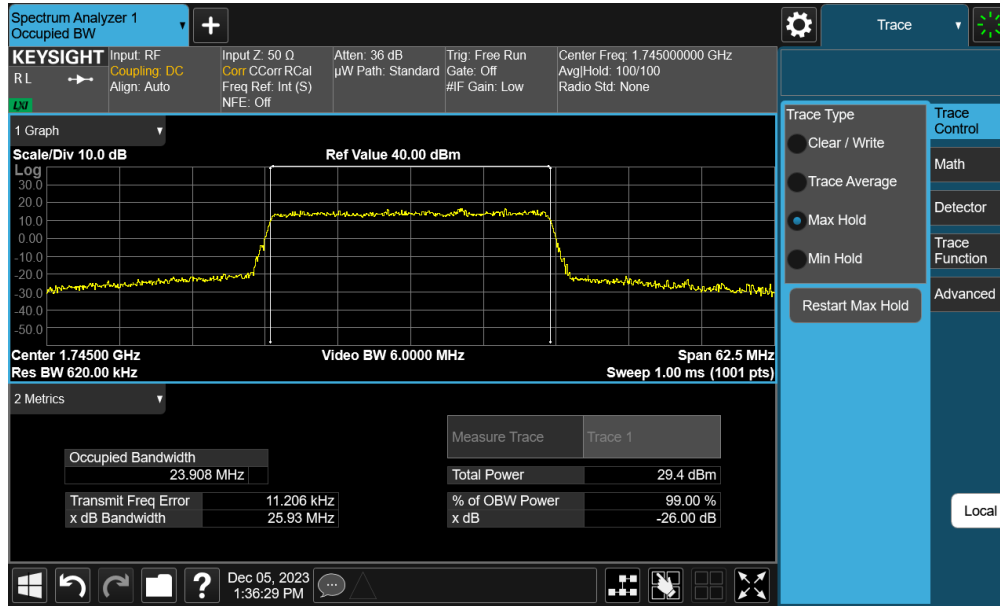 Spectrum Analyzer 1
Occupied BW
Trace
KEYSIGHT
R L
LXI
Input: RF
Coupling: DC
Align: Auto
Input Z: 50 Ω
Corr CCorr RCal
Freq Ref: Int (S)
NFE: Off
Atten: 36 dB
µW Path: Standard
Trig: Free Run
Gate: Off
#IF Gain: Low
Center Freq: 1.745000000 GHz
Avg|Hold: 100/100
Radio Std: None
1 Graph
Scale/Div 10.0 dB
Ref Value 40.00 dBm
Log
30.0
20.0
10.0
0.00
-10.0
-20.0
-30.0
-40.0
-50.0
Center 1.74500 GHz
Video BW 6.0000 MHz
Span 62.5 MHz
Res BW 620.00 kHz
Sweep 1.00 ms (1001 pts)
2 Metrics
Measure Trace
Trace 1
Occupied Bandwidth
23.908 MHz
Total Power
29.4 dBm
Transmit Freq Error
11.206 kHz
% of OBW Power
99.00 %
x dB Bandwidth
25.93 MHz
x dB
-26.00 dB
Trace Type
Clear / Write
Trace Average
Max Hold
Min Hold
Restart Max Hold
Trace
Control
Math
Detector
Trace
Function
Advanced
Local
?
Dec 05, 2023
1:36:29 PM